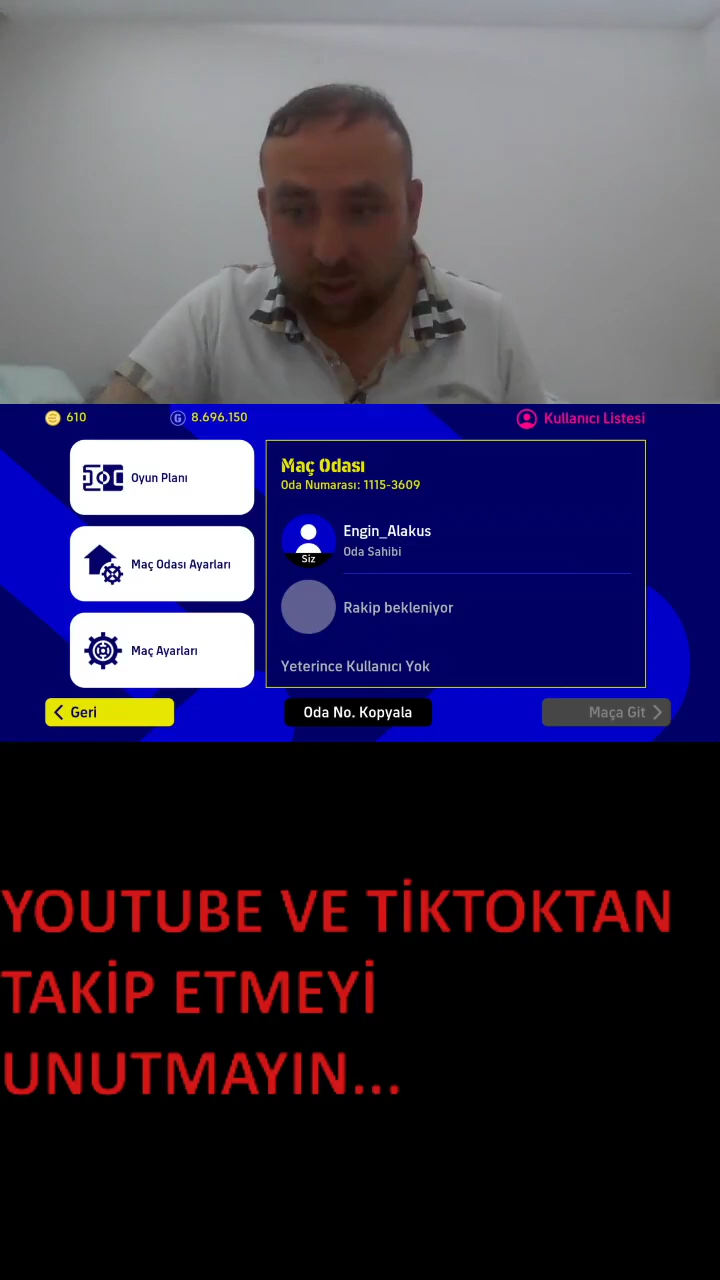 610
8.696.150
Kullanıcı Listesi
Oyun Planı
Maç Odası Ayarları
Maç Ayarları
Maç Odası
Oda Numarası: 1115-3609
Engin_Alakus
Oda Sahibi
Siz
Rakip bekleniyor
Yeterince Kullanıcı Yok
Geri
Oda No. Kopyala
Maça Git
YOUTUBE VE TİKTOKTAN
TAKİP ETMEYİ
UNUTMAYIN...